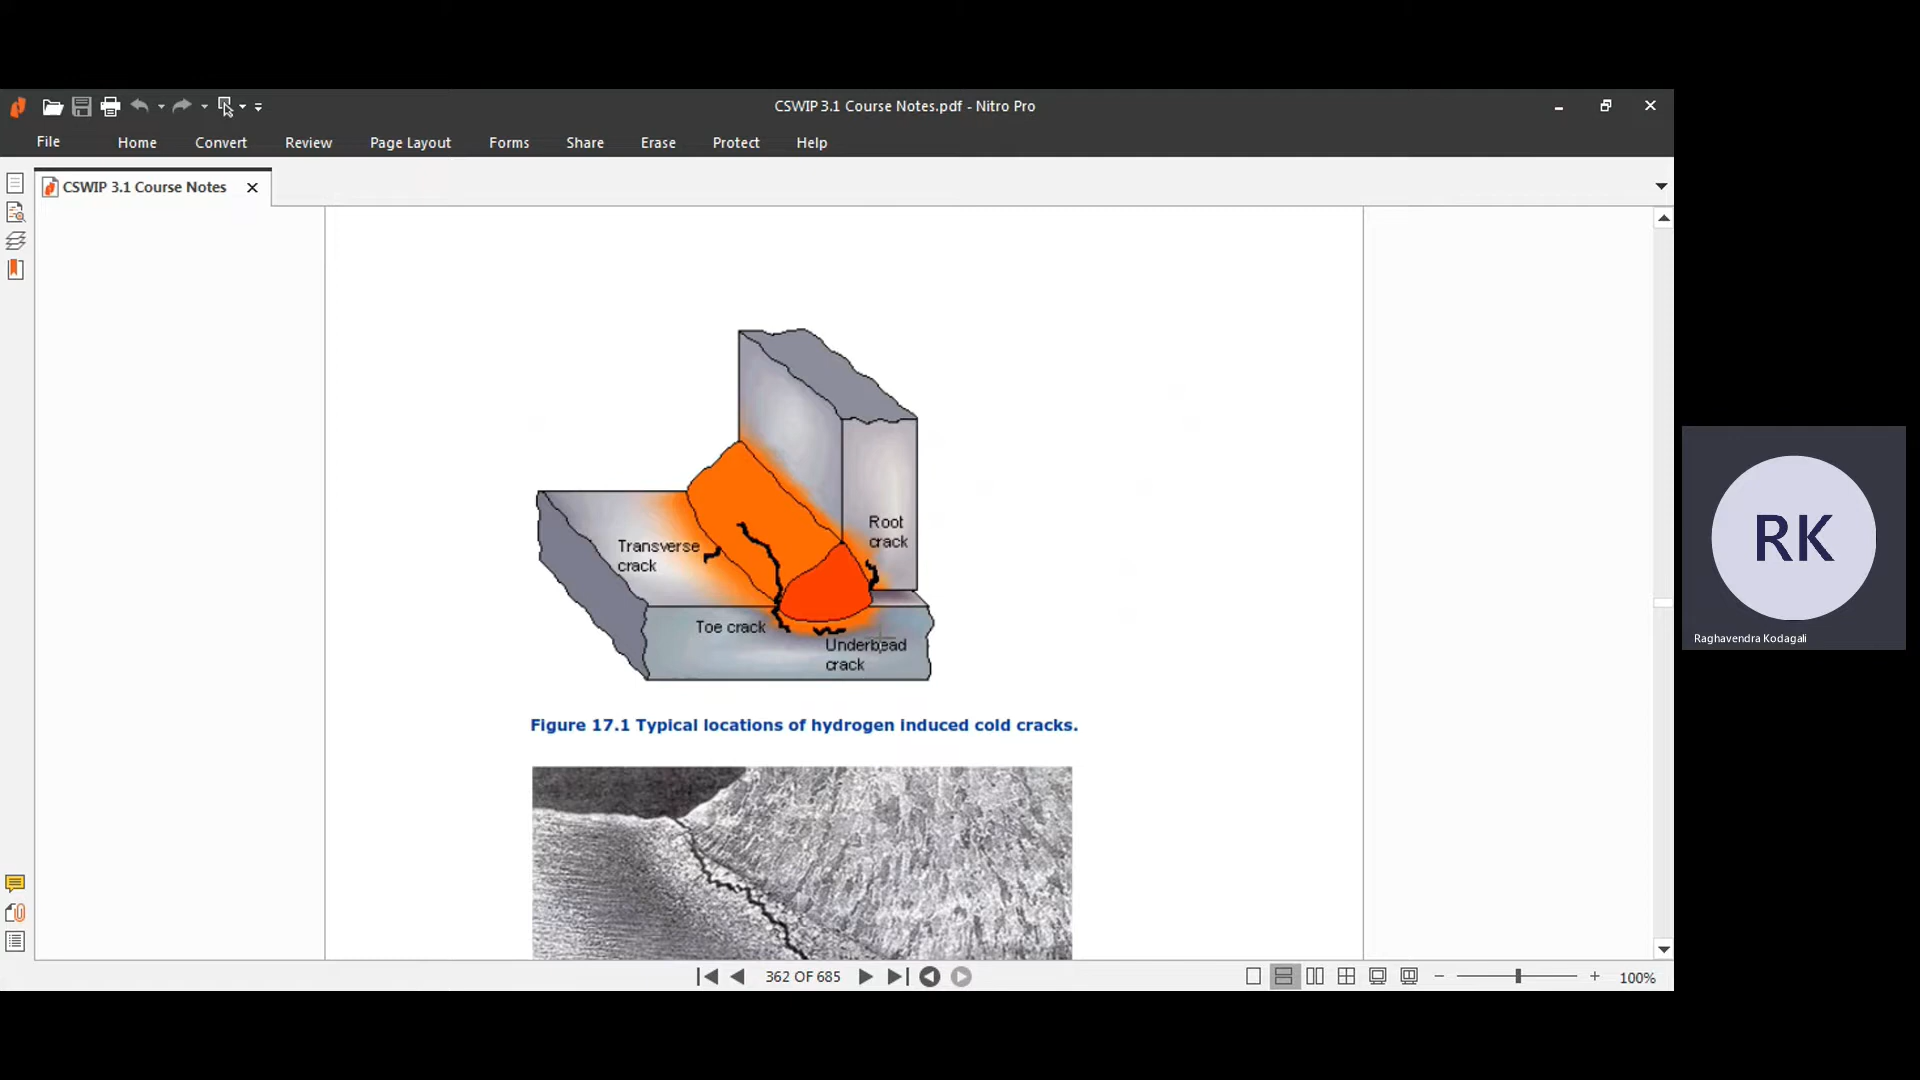 CSWIP 3.1 Course Notes.pdf - Nitro Pro
File Home Convert Review Page Layout Forms Share Erase Protect Help
CSWIP 3.1 Course Notes
Root
crack
Transverse
crack
Toe crack
Underbead
crack
Figure 17.1 Typical locations of hydrogen induced cold cracks.
RK
Raghavendra Kodagali
362 OF 685
100%